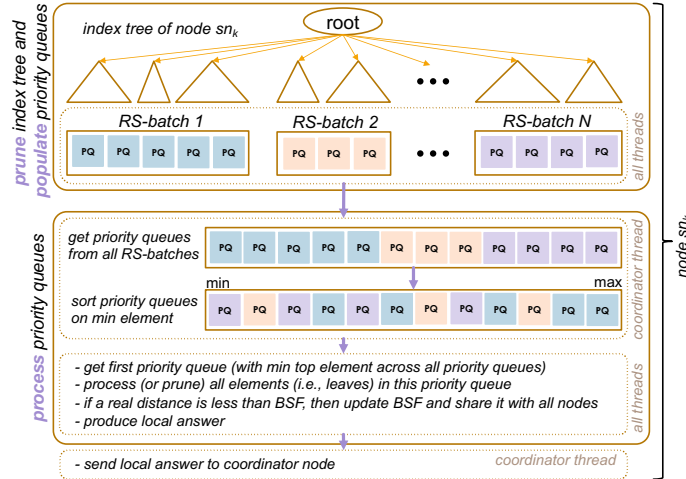 root
index tree of node snk
RS-batch 1
RS-batch 2
RS-batch N
PQ PQ PQ PQ PQ
PQ PQ PQ
PQ PQ PQ PQ
all threads
prune index tree and
populate priority queues
get priority queues
from all RS-batches
PQ PQ PQ PQ PQ PQ PQ PQ PQ PQ PQ PQ
min
max
sort priority queues
on min element
PQ PQ PQ PQ PQ PQ PQ PQ PQ PQ PQ PQ
coordinator thread
- get first priority queue (with min top element across all priority queues)
- process (or prune) all elements (i.e., leaves) in this priority queue
- if a real distance is less than BSF, then update BSF and share it with all nodes
- produce local answer
all threads
process priority queues
- send local answer to coordinator node
coordinator thread
node snk